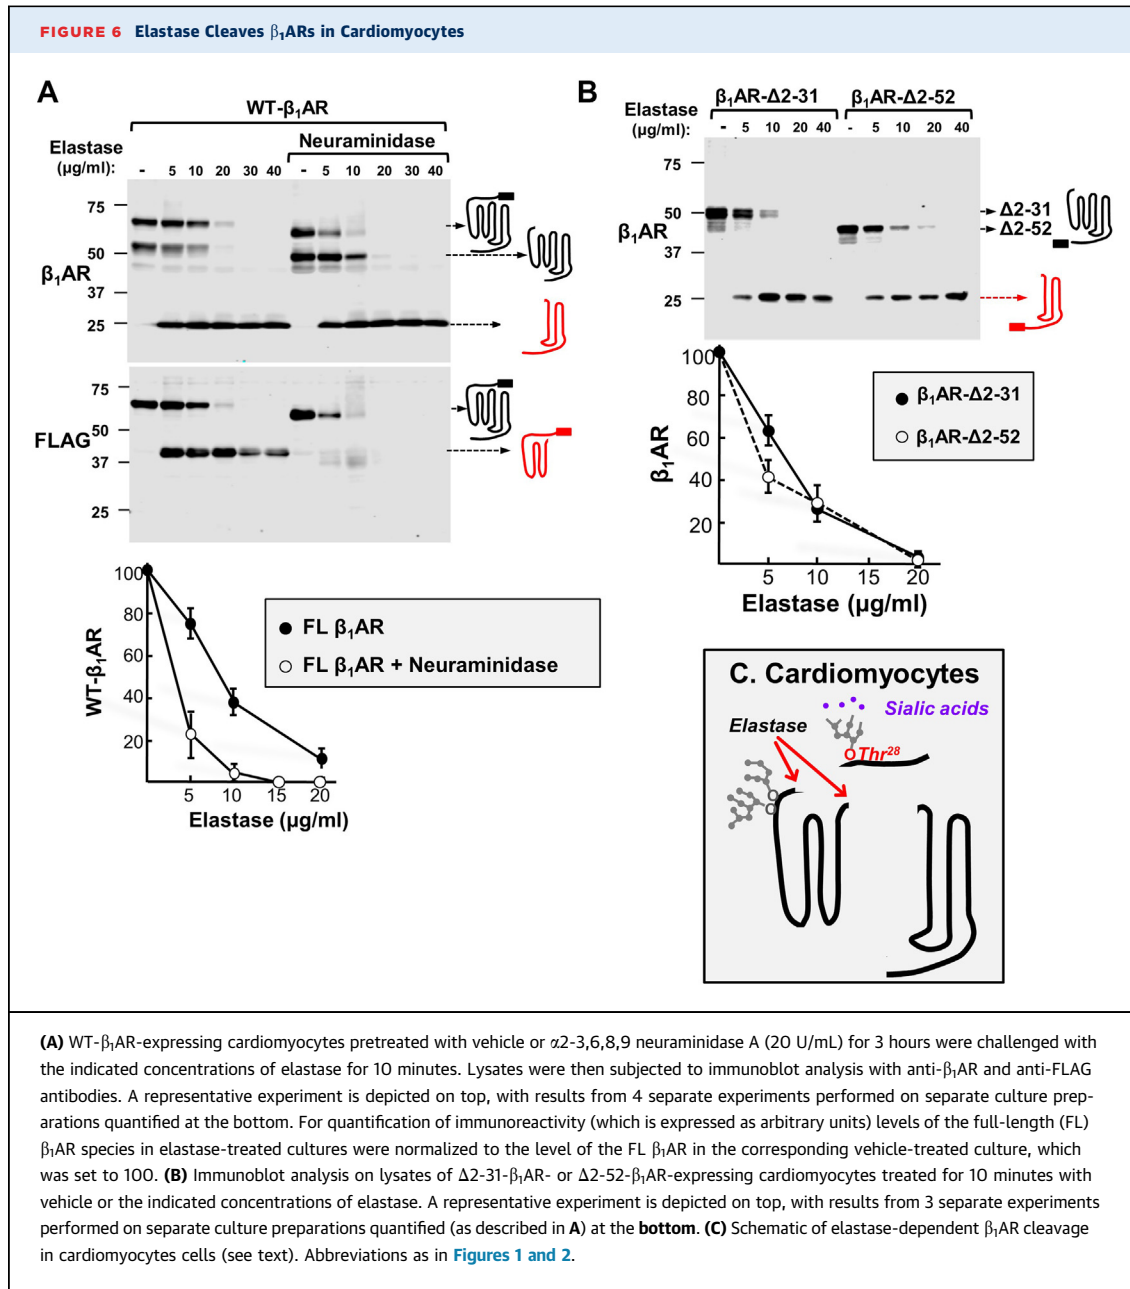 FIGURE 6 Elastase Cleaves β₁ARs in Cardiomyocytes
A
WT-β₁AR
Neuraminidase
Elastase
(µg/ml):
- 5 10 20 30 40 - 5 10 20 30 40
75
50
β₁AR
37
25
75
50
FLAG
37
25
100
80
60
40
20
WT-β₁AR
5 10 15 20
Elastase (µg/ml)
FL β₁AR
FL β₁AR + Neuraminidase
B
β₁AR-Δ2-31 β₁AR-Δ2-52
Elastase
(µg/ml):
- 5 10 20 40 - 5 10 20 40
75
50
β₁AR
37
25
Δ2-31
Δ2-52
100
80
60
40
20
β₁AR
5 10 15 20
Elastase (µg/ml)
β₁AR-Δ2-31
β₁AR-Δ2-52
C. Cardiomyocytes
Sialic acids
Elastase
Thr²⁸
(A) WT-β₁AR-expressing cardiomyocytes pretreated with vehicle or α2-3,6,8,9 neuraminidase A (20 U/mL) for 3 hours were challenged with
the indicated concentrations of elastase for 10 minutes. Lysates were then subjected to immunoblot analysis with anti-β₁AR and anti-FLAG
antibodies. A representative experiment is depicted on top, with results from 4 separate experiments performed on separate culture prep-
arations quantified at the bottom. For quantification of immunoreactivity (which is expressed as arbitrary units) levels of the full-length (FL)
β₁AR species in elastase-treated cultures were normalized to the level of the FL β₁AR in the corresponding vehicle-treated culture, which
was set to 100. (B) Immunoblot analysis on lysates of Δ2-31-β₁AR- or Δ2-52-β₁AR-expressing cardiomyocytes treated for 10 minutes with
vehicle or the indicated concentrations of elastase. A representative experiment is depicted on top, with results from 3 separate experiments
performed on separate culture preparations quantified (as described in A) at the bottom. (C) Schematic of elastase-dependent β₁AR cleavage
in cardiomyocytes cells (see text). Abbreviations as in Figures 1 and 2.